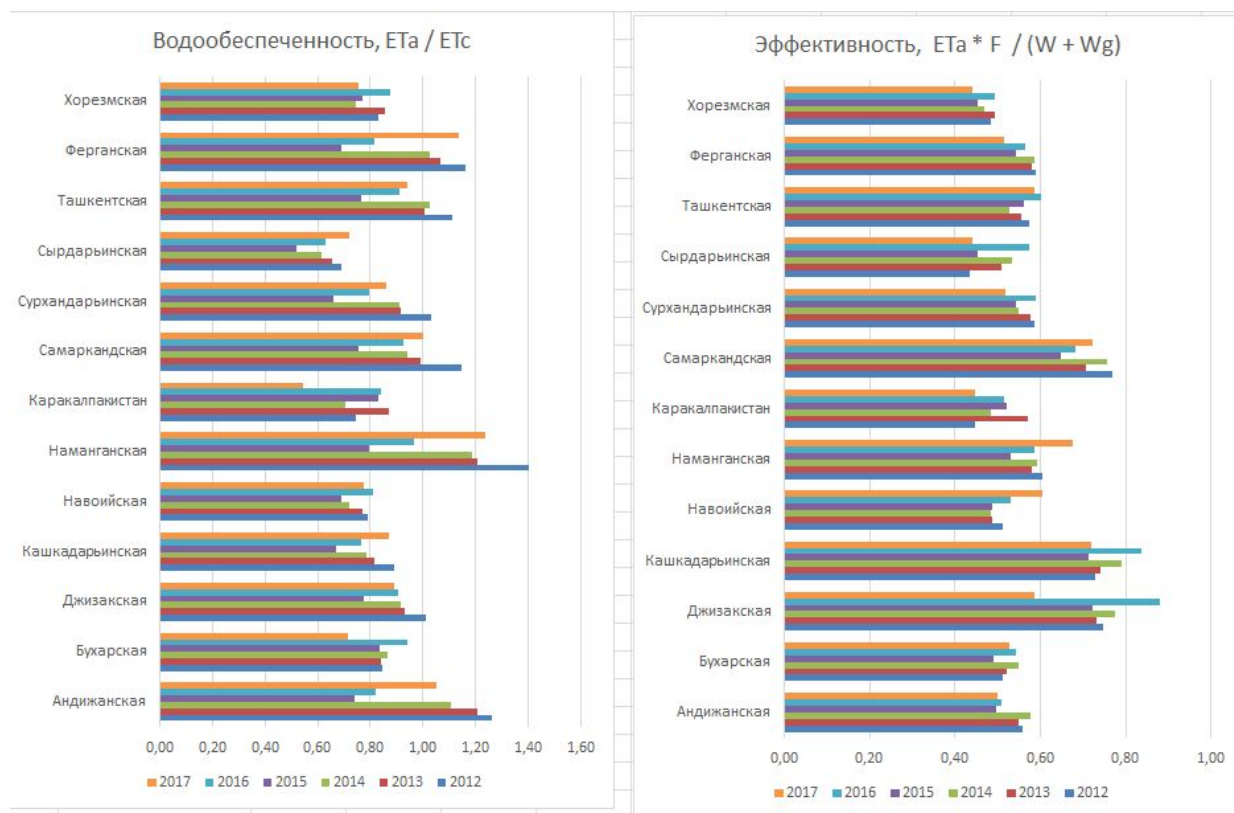 Водообеспеченность, ETa / ETc
Хорезмская
Ферганская
Ташкентская
Сырдарьинская
Сурхандарьинская
Самаркандская
Каракалпакистан
Наманганская
Навоийская
Кашкадарьинская
Джизакская
Бухарская
Андижанская
0,00 0,20 0,40 0,60 0,80 1,00 1,20 1,40 1,60
2017 2016 2015 2014 2013 2012
Эффективность, ETa * F / (W + Wg)
Хорезмская
Ферганская
Ташкентская
Сырдарьинская
Сурхандарьинская
Самаркандская
Каракалпакистан
Наманганская
Навоийская
Кашкадарьинская
Джизакская
Бухарская
Андижанская
0,00 0,20 0,40 0,60 0,80 1,00
2017 2016 2015 2014 2013 2012